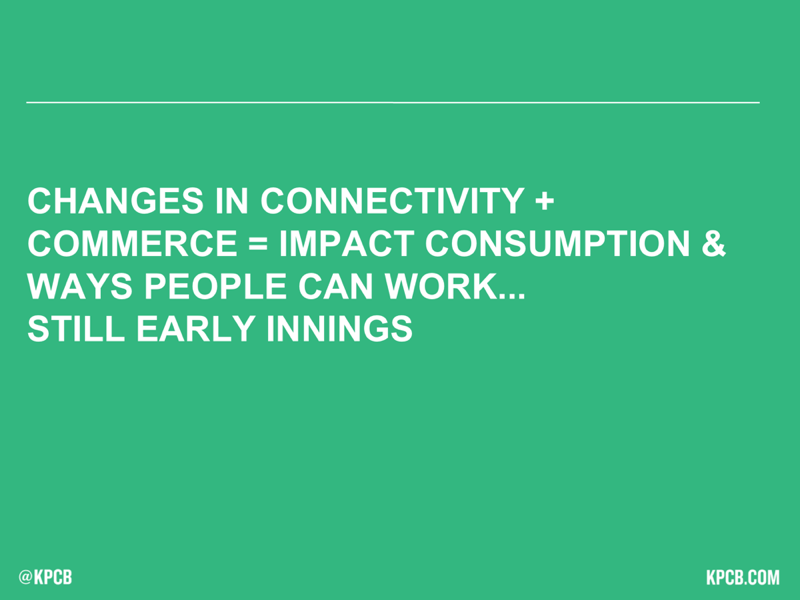 CHANGES IN CONNECTIVITY +
COMMERCE = IMPACT CONSUMPTION &
WAYS PEOPLE CAN WORK...
STILL EARLY INNINGS
@KPCB
KPCB.COM